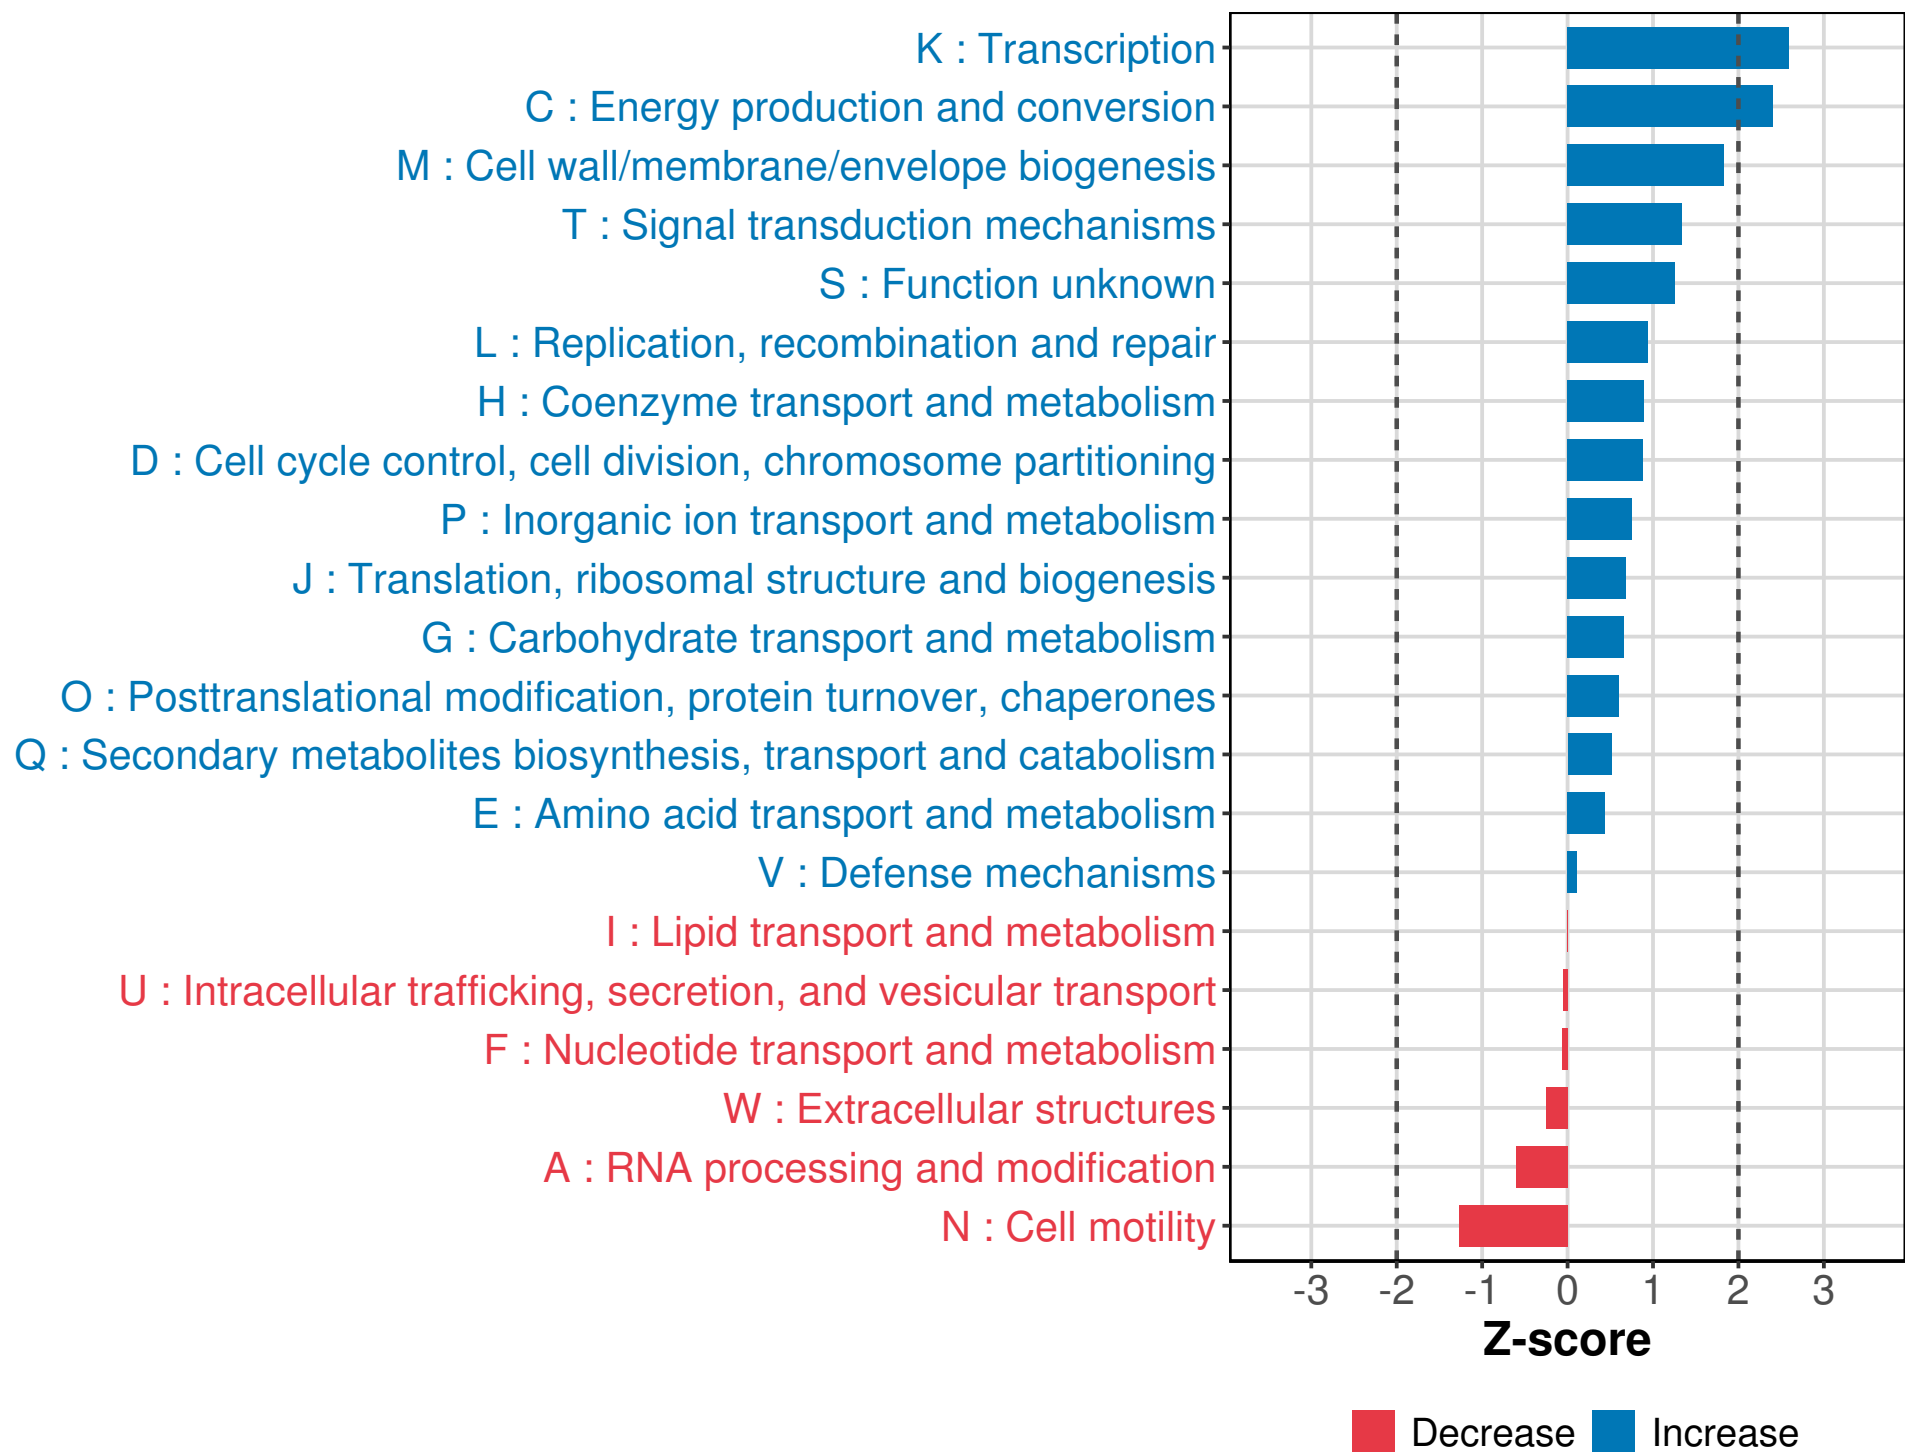 K : Transcription
C : Energy production and conversion
M : Cell wall/membrane/envelope biogenesis
T : Signal transduction mechanisms
S : Function unknown
L : Replication, recombination and repair
H : Coenzyme transport and metabolism
D : Cell cycle control, cell division, chromosome partitioning
P : Inorganic ion transport and metabolism
J : Translation, ribosomal structure and biogenesis
G : Carbohydrate transport and metabolism
O : Posttranslational modification, protein turnover, chaperones
Q : Secondary metabolites biosynthesis, transport and catabolism
E : Amino acid transport and metabolism
V : Defense mechanisms
I : Lipid transport and metabolism
U : Intracellular trafficking, secretion, and vesicular transport
F : Nucleotide transport and metabolism
W : Extracellular structures
A : RNA processing and modification
N : Cell motility
-3 -2 -1 0 1 2 3
Z-score
Decrease Increase